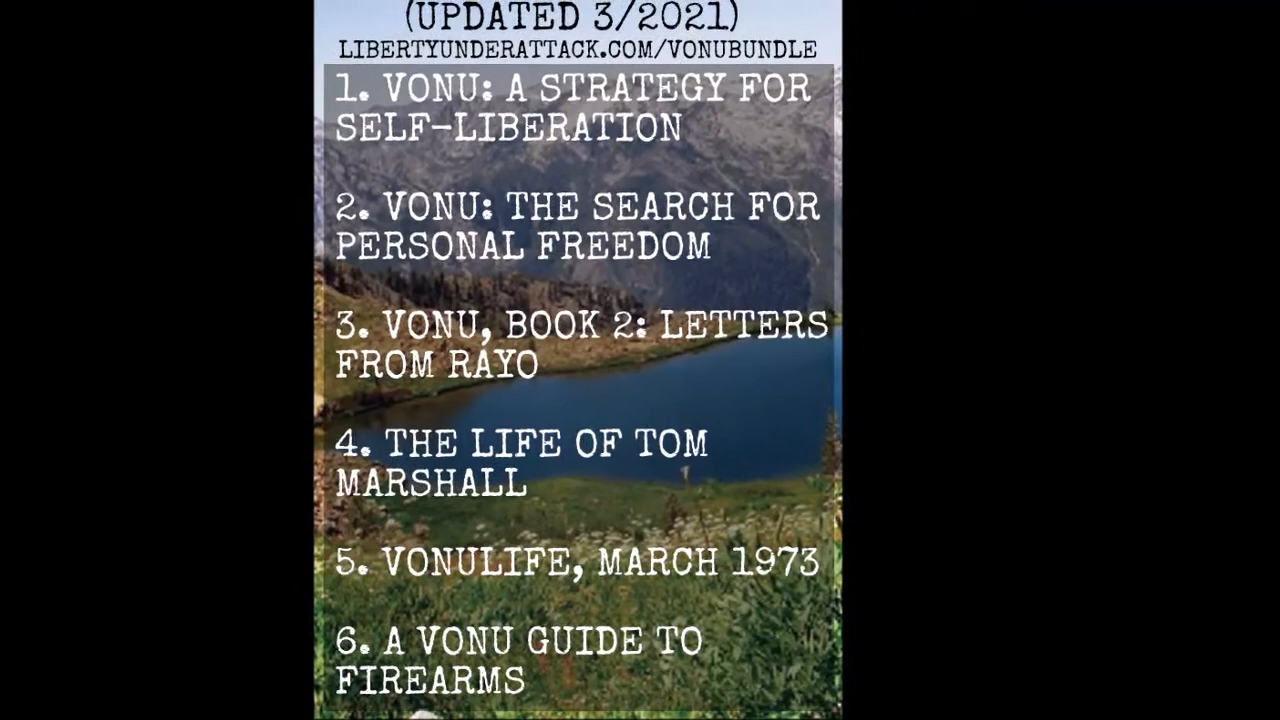 (UPDATED 3/2021)
LIBERTYUNDERATTACK.COM/VONUBUNDLE
1. VONU: A STRATEGY FOR
SELF-LIBERATION
2. VONU: THE SEARCH FOR
PERSONAL FREEDOM
3. VONU, BOOK 2: LETTERS
FROM RAYO
4. THE LIFE OF TOM
MARSHALL
5. VONULIFE, MARCH 1973
6. A VONU GUIDE TO
FIREARMS